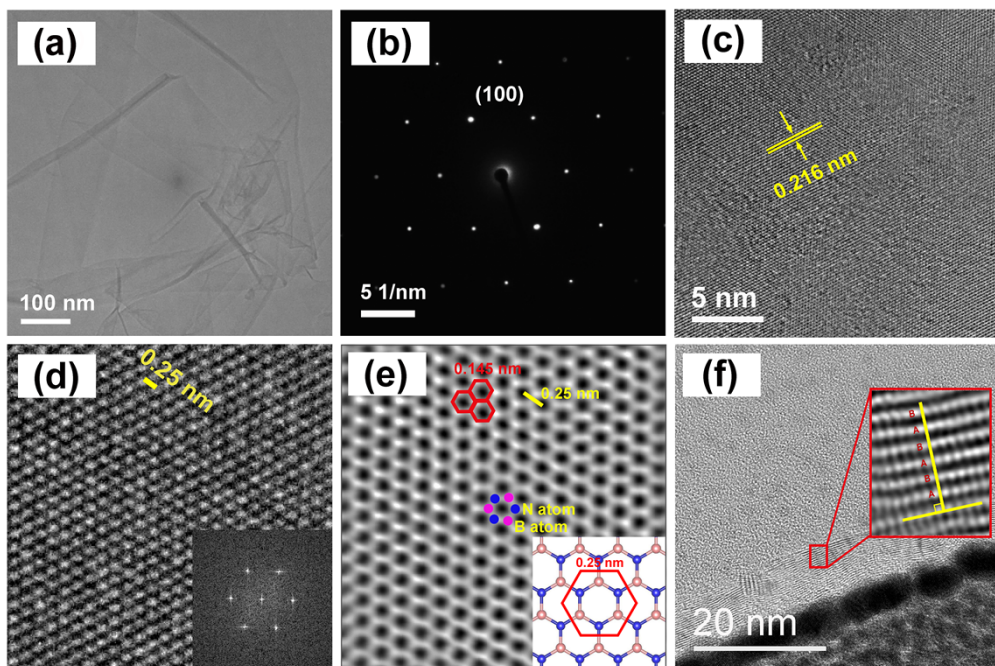 (a)
100 nm
(b)
(100)
5 1/nm
(c)
0.216 nm
5 nm
(d)
0.25 nm
(e)
0.145 nm
0.25 nm
N atom
B atom
0.25 nm
(f)
B
A
B
A
B
A
20 nm